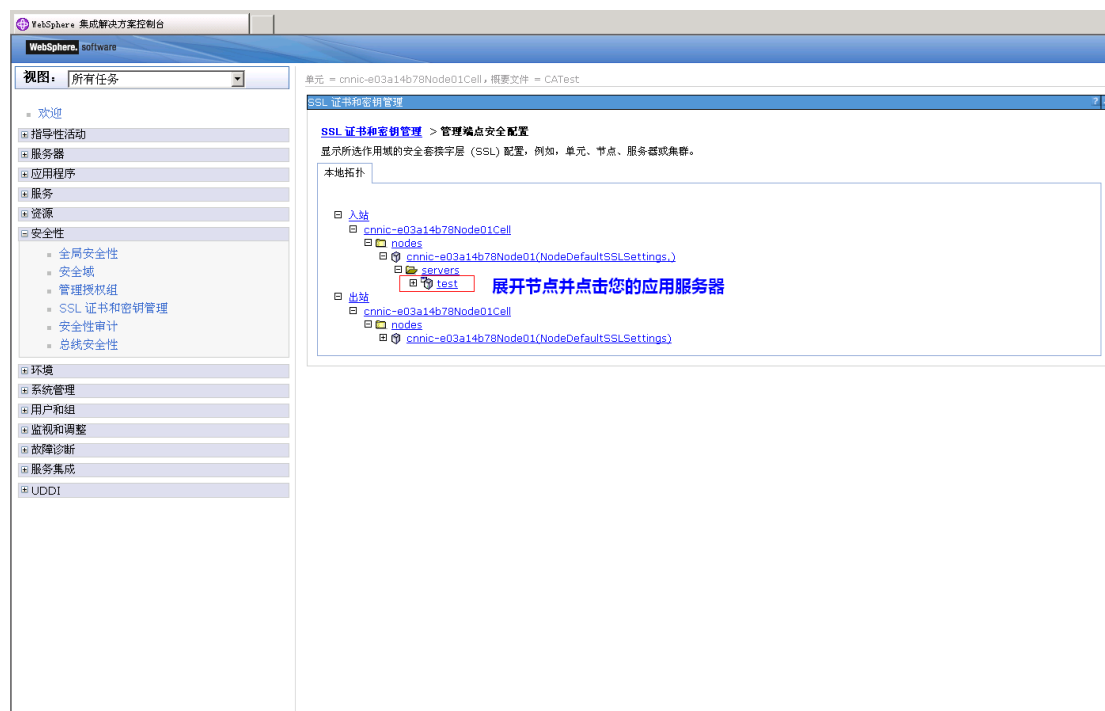 WebSphere 集成解决方案控制台
WebSphere. software
视图： 所有任务
欢迎
指导性活动
服务器
应用程序
服务
资源
安全性
全局安全性
安全域
管理授权组
SSL 证书和密钥管理
安全性审计
总线安全性
环境
系统管理
用户和组
监视和调整
故障诊断
服务集成
UDDI
单元 = cnnic-e03a14b78Node01Cell，概要文件 = CATest
SSL 证书和密钥管理
?
SSL 证书和密钥管理 > 管理端点安全配置
显示所选作用域的安全套接字层 (SSL) 配置，例如，单元、节点、服务器或集群。
本地拓扑
入站
cnnic-e03a14b78Node01Cell
nodes
cnnic-e03a14b78Node01(NodeDefaultSSLSettings,)
servers
test 展开节点并点击您的应用服务器
出站
cnnic-e03a14b78Node01Cell
nodes
cnnic-e03a14b78Node01(NodeDefaultSSLSettings)